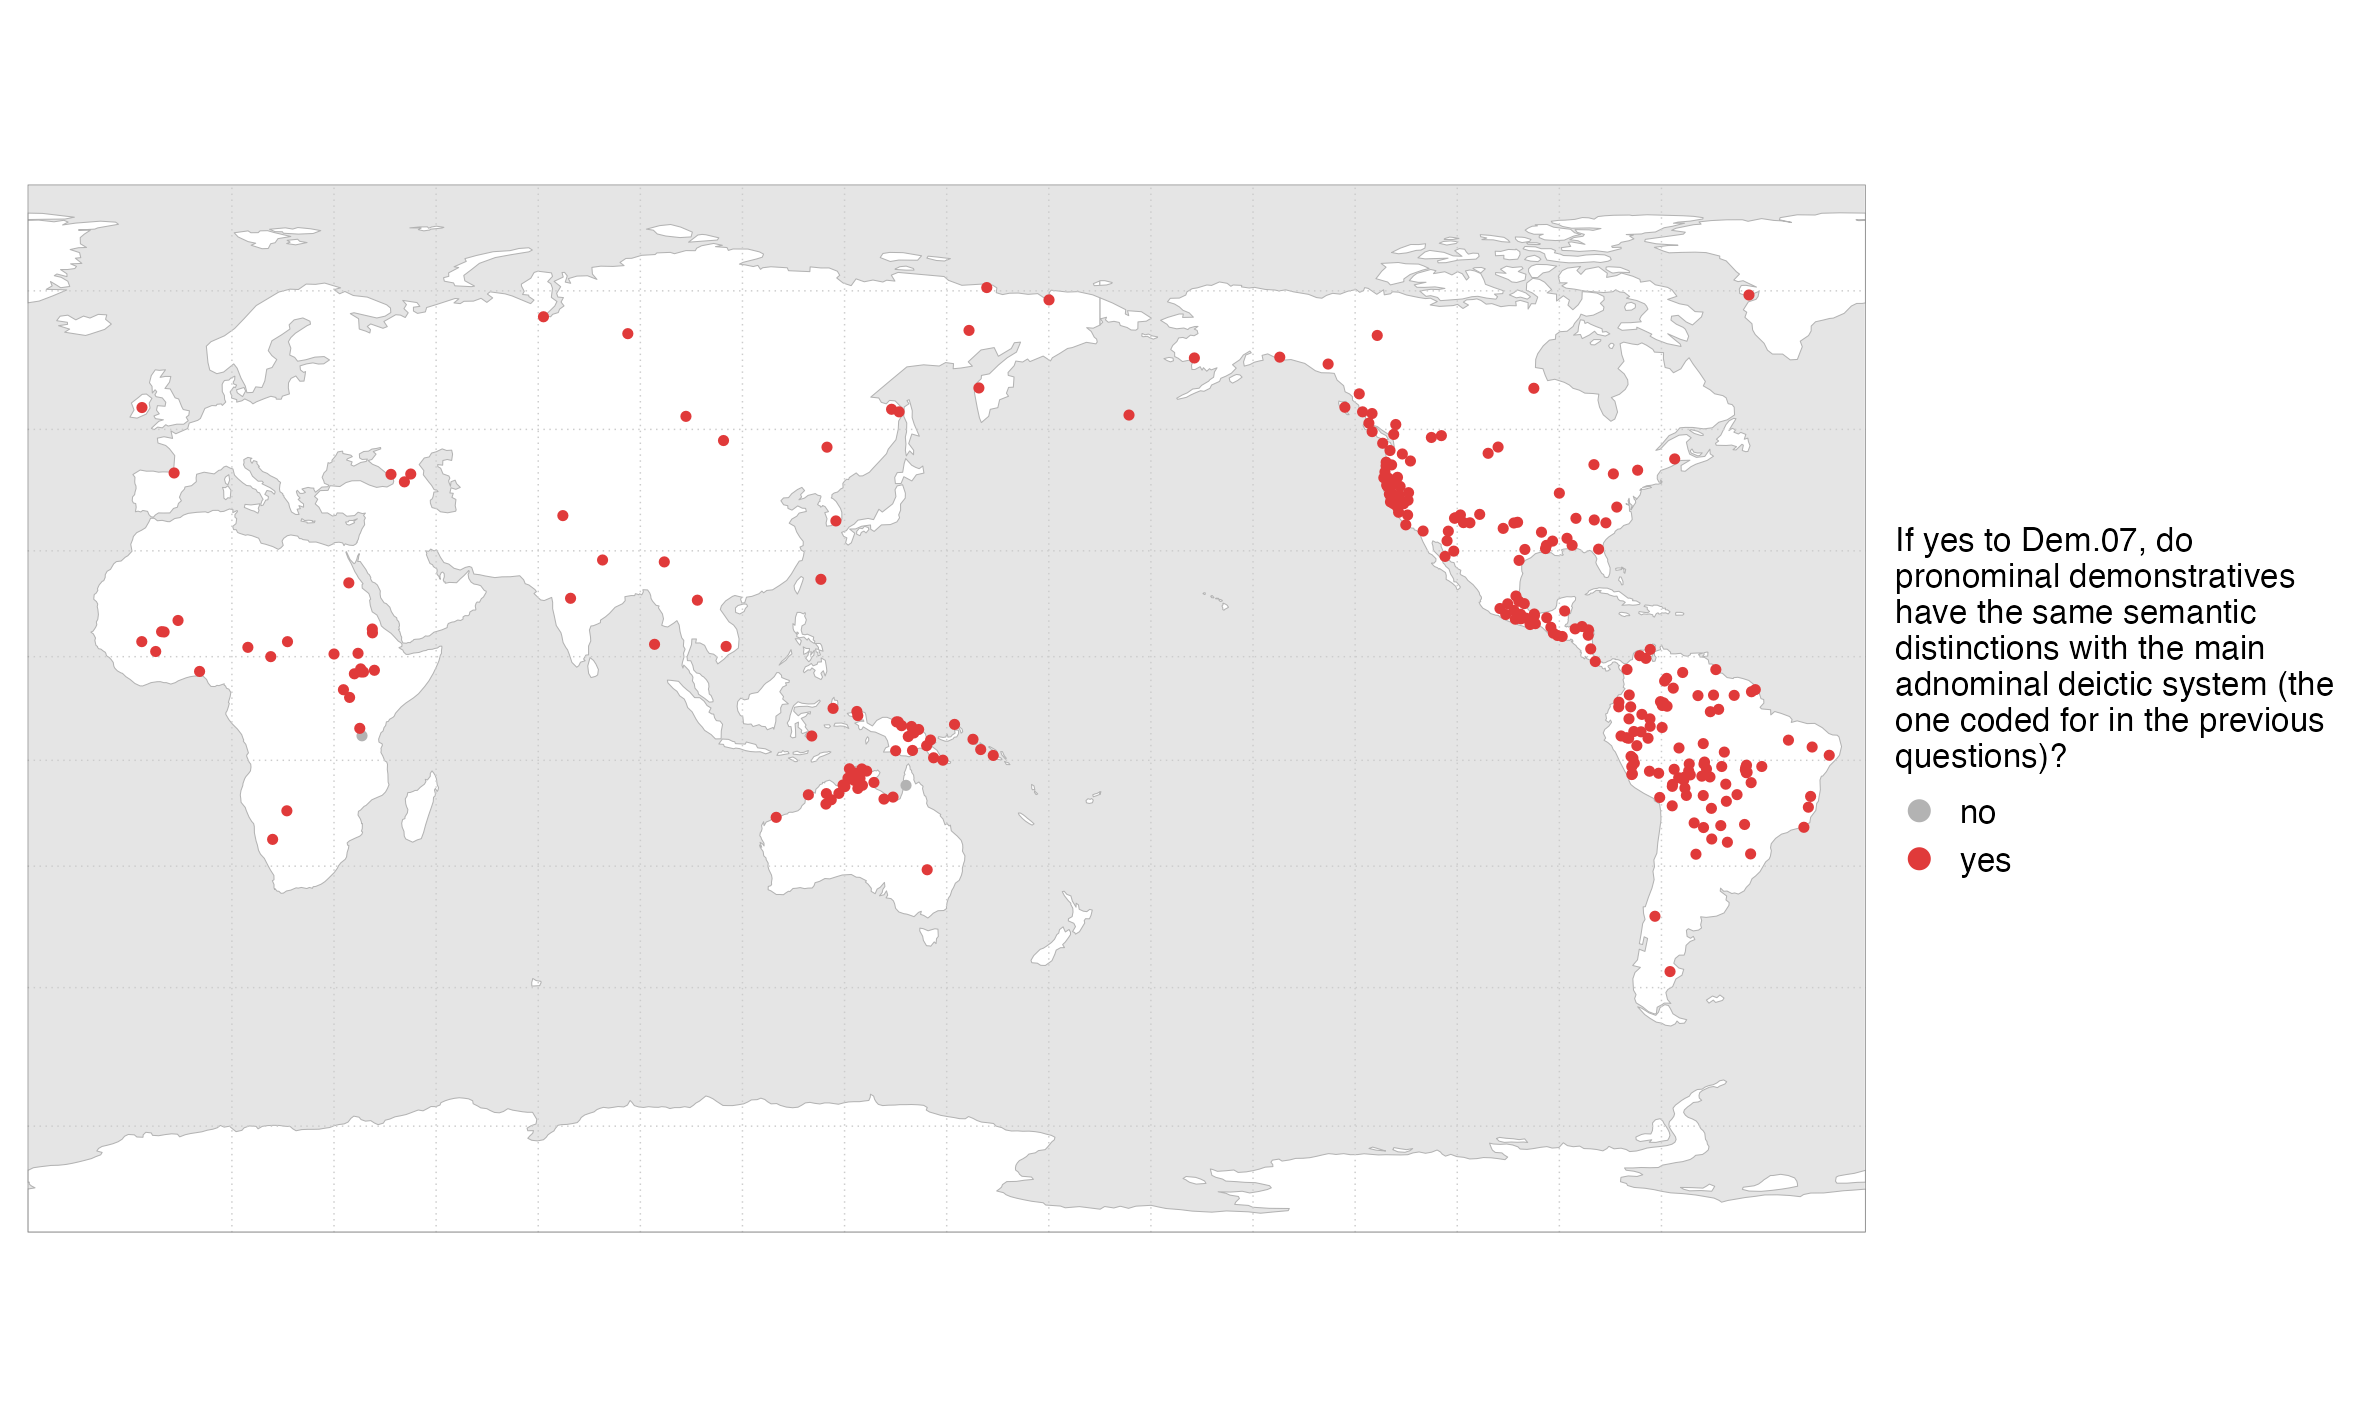 If yes to Dem.07, do
pronominal demonstratives
have the same semantic
distinctions with the main
adnominal deictic system (the
one coded for in the previous
questions)?
no
yes